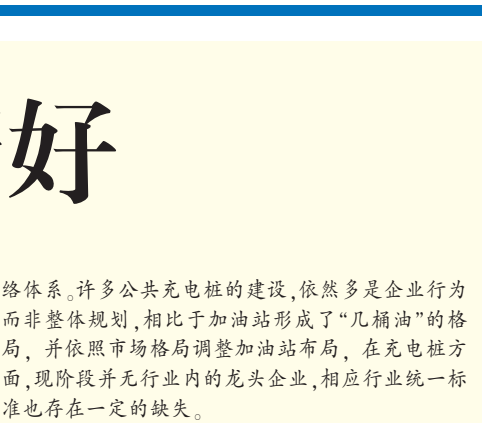 好
络体系。许多公共充电桩的建设,依然多是企业行为
而非整体规划,相比于加油站形成了“几桶油”的格
局,并依照市场格局调整加油站布局,在充电桩方
面,现阶段并无行业内的龙头企业,相应行业统一标
准也存在一定的缺失。